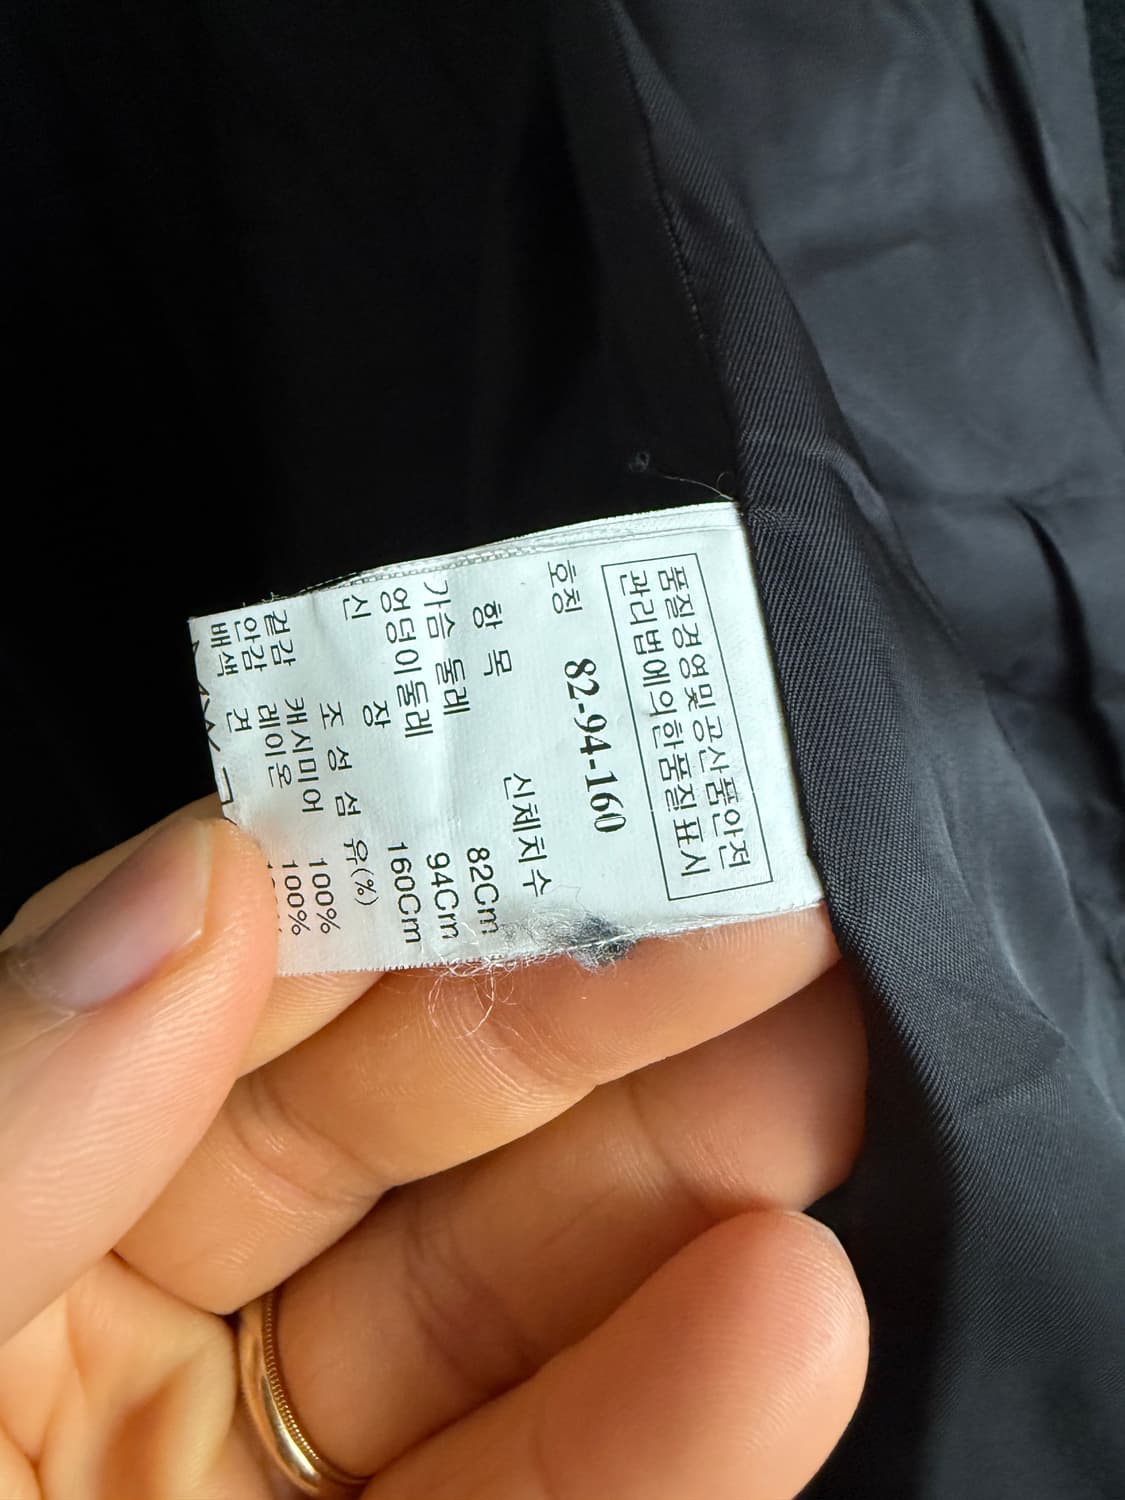 품질경영및공산품안전
관리법에의한품질표시
호칭 82-94-160
항 목 신체치수
가슴 둘레 82Cm
엉덩이둘레 94Cm
신 장 160Cm
조 성 섬 유(%)
겉감 캐시미어 100%
안감 레이온 100%
배색 견